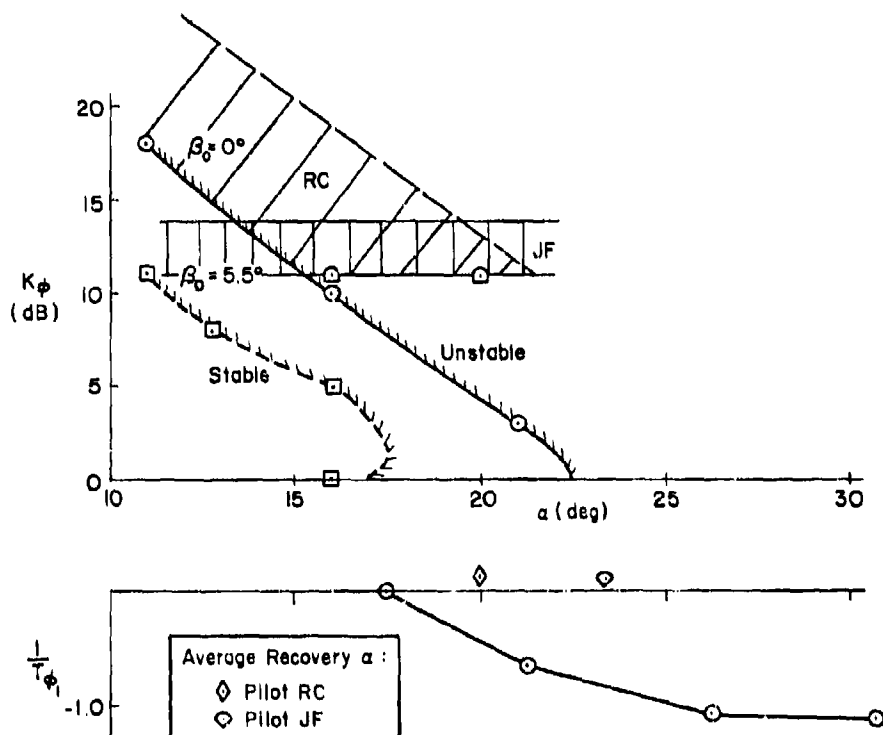 20
15
10
5
0
Kφ
(dB)
β₀ = 0°
RC
JF
β₀ = 5.5°
Unstable
Stable
10 15 20 25 30
α (deg)
1/Tφ₁
-1.0
Average Recovery α :
Pilot RC
Pilot JF